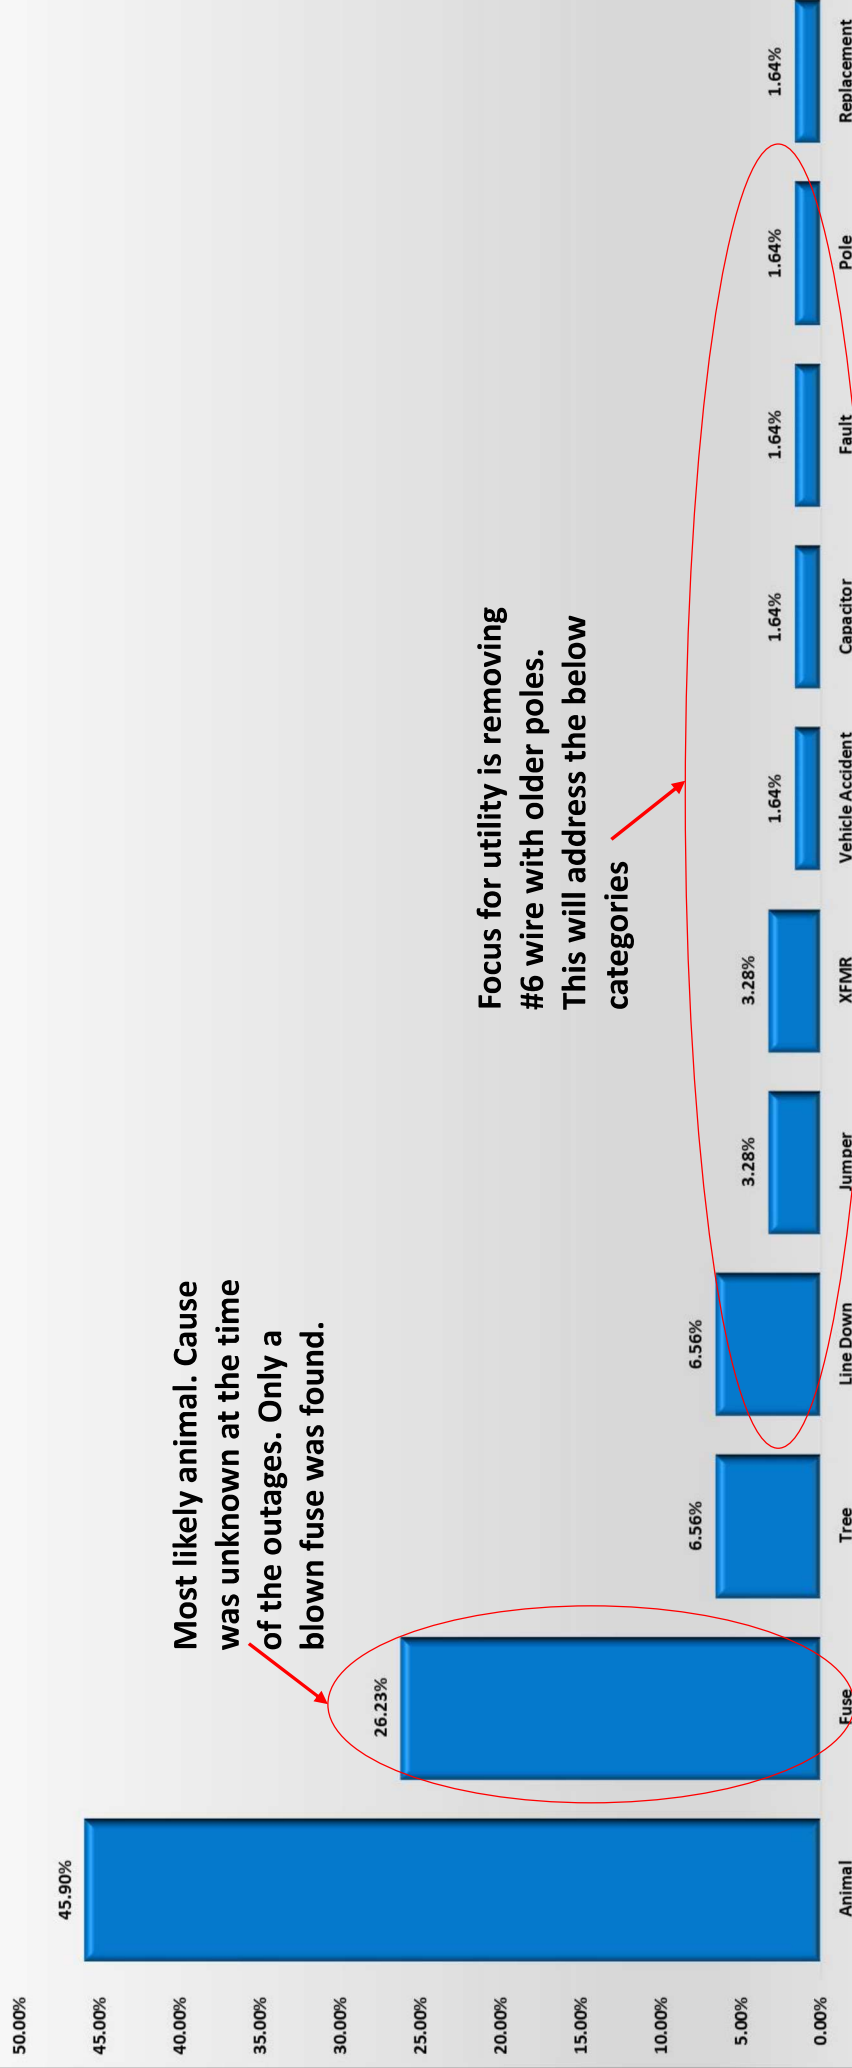 50.00%
45.00%
40.00%
35.00%
30.00%
25.00%
20.00%
15.00%
10.00%
5.00%
0.00%
45.90%
26.23%
6.56%
6.56%
3.28%
3.28%
1.64%
1.64%
1.64%
1.64%
1.64%
Most likely animal. Cause
was unknown at the time
of the outages. Only a
blown fuse was found.
Focus for utility is removing
#6 wire with older poles.
This will address the below
categories
Animal
Fuse
Tree
Line Down
Jumper
XFMR
Vehicle Accident
Capacitor
Fault
Pole
Replacement